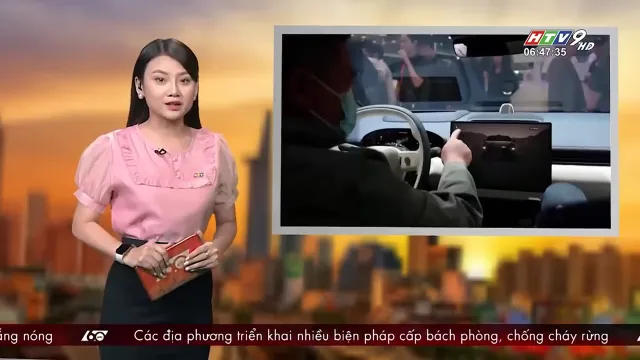 HTV9 HD
06:47:35
ắng nóng
60
Các địa phương triển khai nhiều biện pháp cấp bách phòng, chống cháy rừng